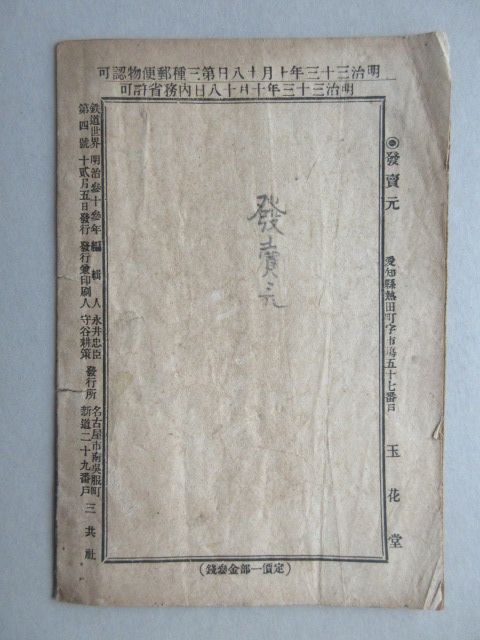 明治三十三年十月十八日第三種郵便物認可
明治三十三年十月十八日内務省許可
◉發賣元 愛知縣熱田町字市場五十七番戸 玉花堂
發賣元
鉄道世界 明治參十參年 編輯人 永井忠臣 發行所 名古屋市南呉服町 三共社
第四號 十貳月五日發行 發行兼印刷人 守谷耕策 新道二十九番戸
(定價一部金參錢)